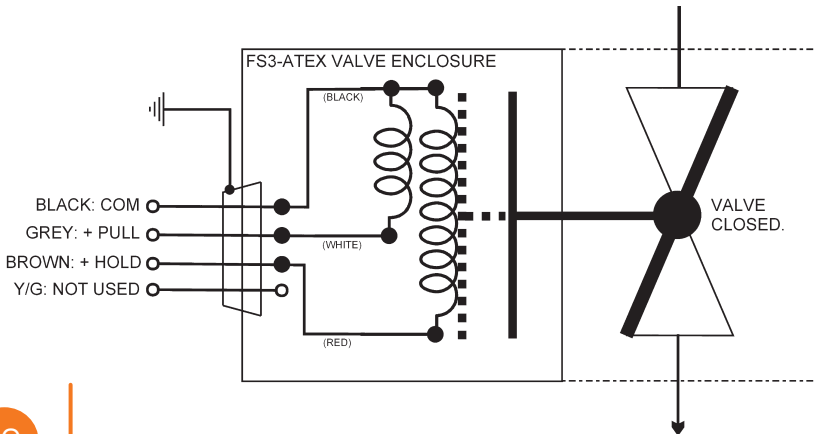 FS3-ATEX VALVE ENCLOSURE
(BLACK)
BLACK: COM
GREY: + PULL
(WHITE)
BROWN: + HOLD
Y/G: NOT USED
(RED)
VALVE
CLOSED.